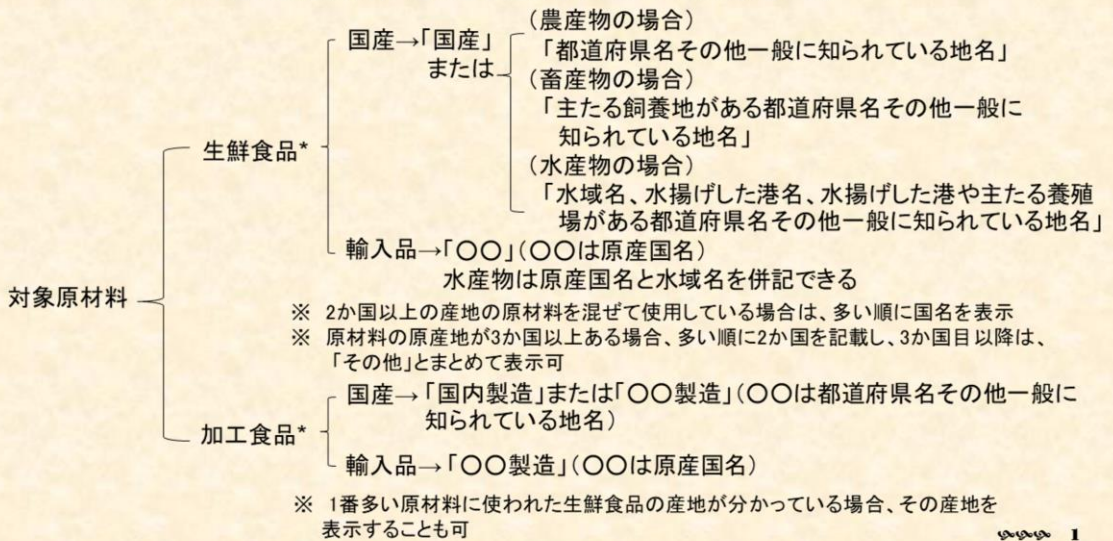 対象原材料
生鮮食品*
国産→「国産」
または
(農産物の場合)
「都道府県名その他一般に知られている地名」
(畜産物の場合)
「主たる飼養地がある都道府県名その他一般に
知られている地名」
(水産物の場合)
「水域名、水揚げした港名、水揚げした港や主たる養殖
場がある都道府県名その他一般に知られている地名」
輸入品→「〇〇」(〇〇は原産国名)
水産物は原産国名と水域名を併記できる
※ 2か国以上の産地の原材料を混ぜて使用している場合は、多い順に国名を表示
※ 原材料の原産地が3か国以上ある場合、多い順に2か国を記載し、3か国目以降は、
「その他」とまとめて表示可
加工食品*
国産→「国内製造」または「〇〇製造」(〇〇は都道府県名その他一般に
知られている地名)
輸入品→「〇〇製造」(〇〇は原産国名)
※ 1番多い原材料に使われた生鮮食品の産地が分かっている場合、その産地を
表示することも可
1